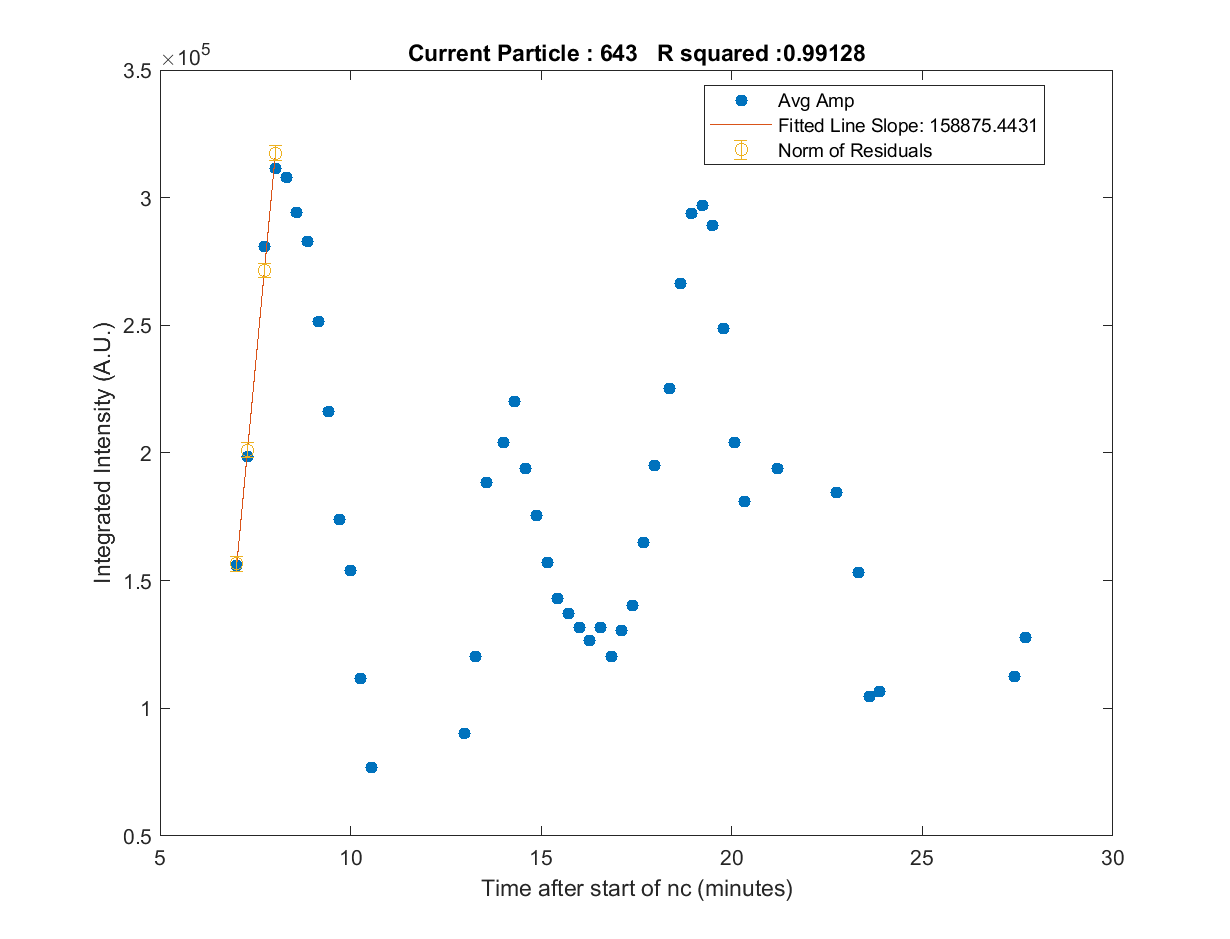 Current Particle : 643 R squared :0.99128
×10^5
3.5
3
2.5
2
1.5
1
0.5
5
10
15
20
25
30
Integrated Intensity (A.U.)
Time after start of nc (minutes)
Avg Amp
Fitted Line Slope: 158875.4431
Norm of Residuals